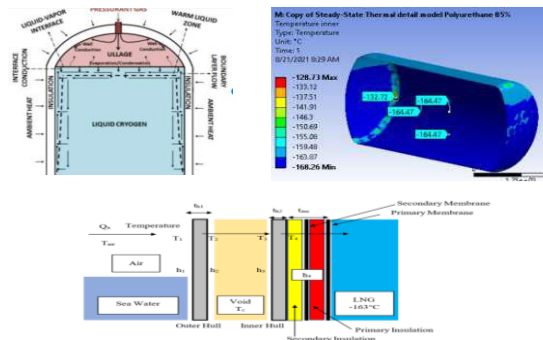 PRESSURANT GAS
LIQUID-VAPOR
INTERFACE
WARM LIQUID
ZONE
Wall
Conduction
Wall
Conduction
ULLAGE
Evaporation/Condensation
INTERFACE
CONDUCTION
BOUNDARY
LAYER FLOW
INSULATION
INSULATION
AMBIENT HEAT
AMBIENT HEAT
LIQUID CRYOGEN
M: Copy of Steady-State Thermal detail model Polyurethane 85%
Temperature inner
Type: Temperature
Unit: °C
Time: 1
8/21/2021 8:29 AM
-128.73 Max
-133.12
-137.51
-141.91
-146.3
-150.69
-155.08
-159.48
-163.87
-168.26 Min
-132.72
-164.47
-164.47
-164.47
Secondary Membrane
Primary Membrane
Temperature
T1
T2
T3
T4
Air
h1
h2
h3
h4
Sea Water
Void
LNG
-163°C
Outer Hull
Inner Hull
Primary Insulation
Secondary Insulation